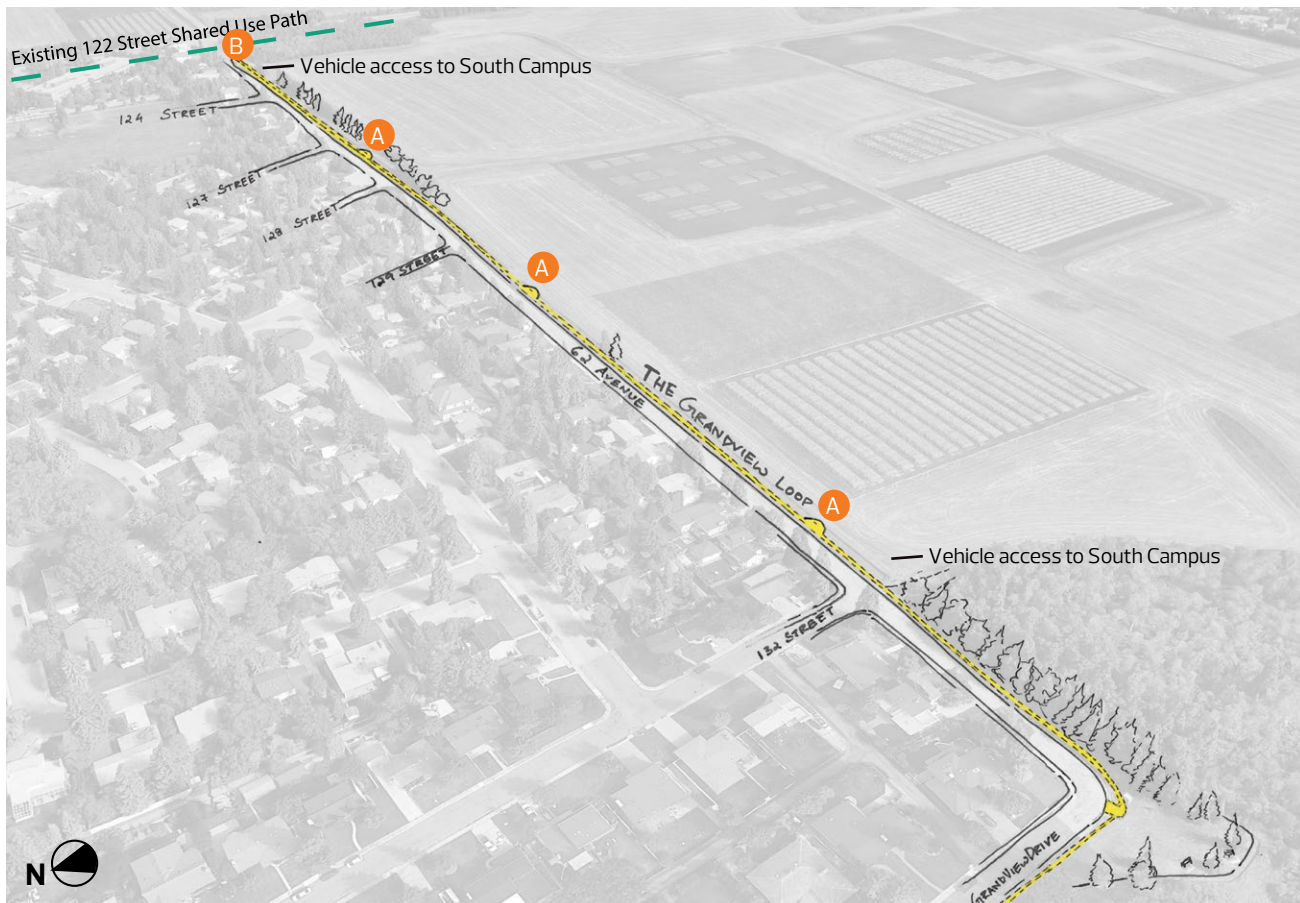 Existing 122 Street Shared Use Path
B
Vehicle access to South Campus
124 STREET
A
127 STREET
128 STREET
129 STREET
A
62 AVENUE
THE GRANDVIEW LOOP
A
Vehicle access to South Campus
132 STREET
GRANDVIEW DRIVE
N